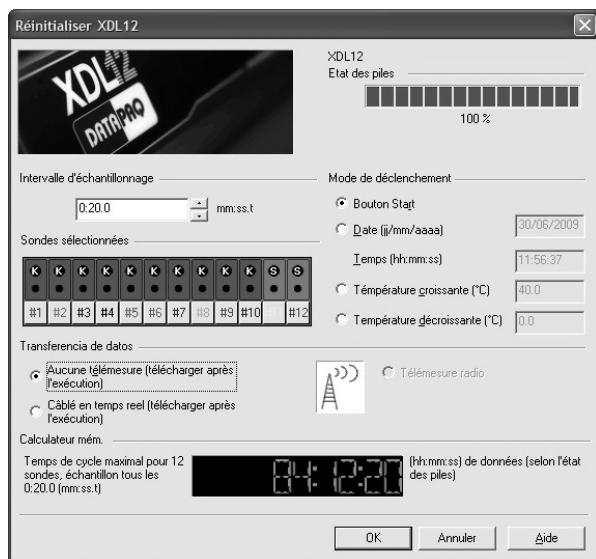 Réinitialiser XDL12
XDL12
DATAPAQ
XDL12
Etat des piles
100 %
Intervalle d'échantillonnage
0:20.0 mm:ss.t
Sondes sélectionnées
K K K K K K K K K K S S
#1 #2 #3 #4 #5 #6 #7 #8 #9 #10 #12
Mode de déclenchement
Bouton Start
Date (jj/mm/aaaa) 30/06/2009
Temps (hh:mm:ss) 11:56:37
Témpérature croissante (°C) 40.0
Température décroissante (°C) 0.0
Transferencia de datos
Aucune télémesure (télécharger après
l'exécution)
Câblé en temps reel (télécharger après
l'exécution)
Télémesure radio
Calculateur mém.
Temps de cycle maximal pour 12
sondes, échantillon tous les
0:20.0 (mm:ss.t)
84:12:20
(hh:mm:ss) de données (selon l'état
des piles)
OK Annuler Aide